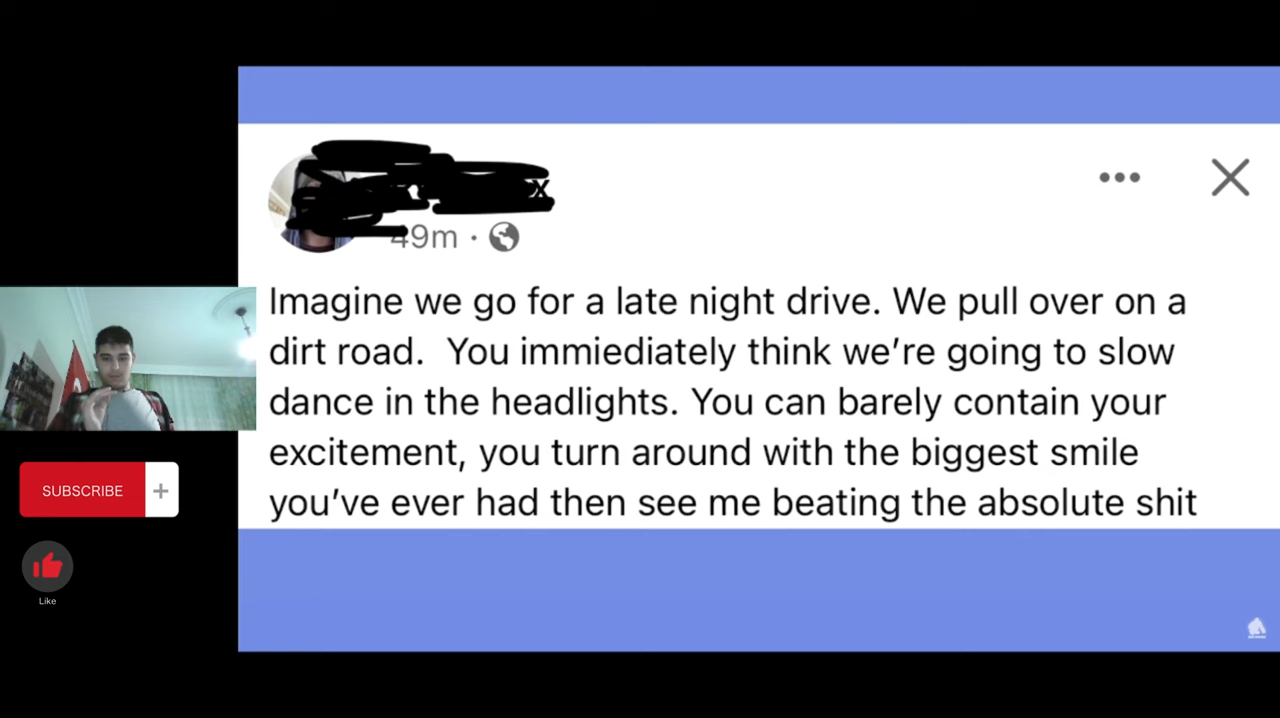 x
49m ·
Imagine we go for a late night drive. We pull over on a
dirt road.  You immiediately think we're going to slow
dance in the headlights. You can barely contain your
excitement, you turn around with the biggest smile
you've ever had then see me beating the absolute shit
SUBSCRIBE +
Like